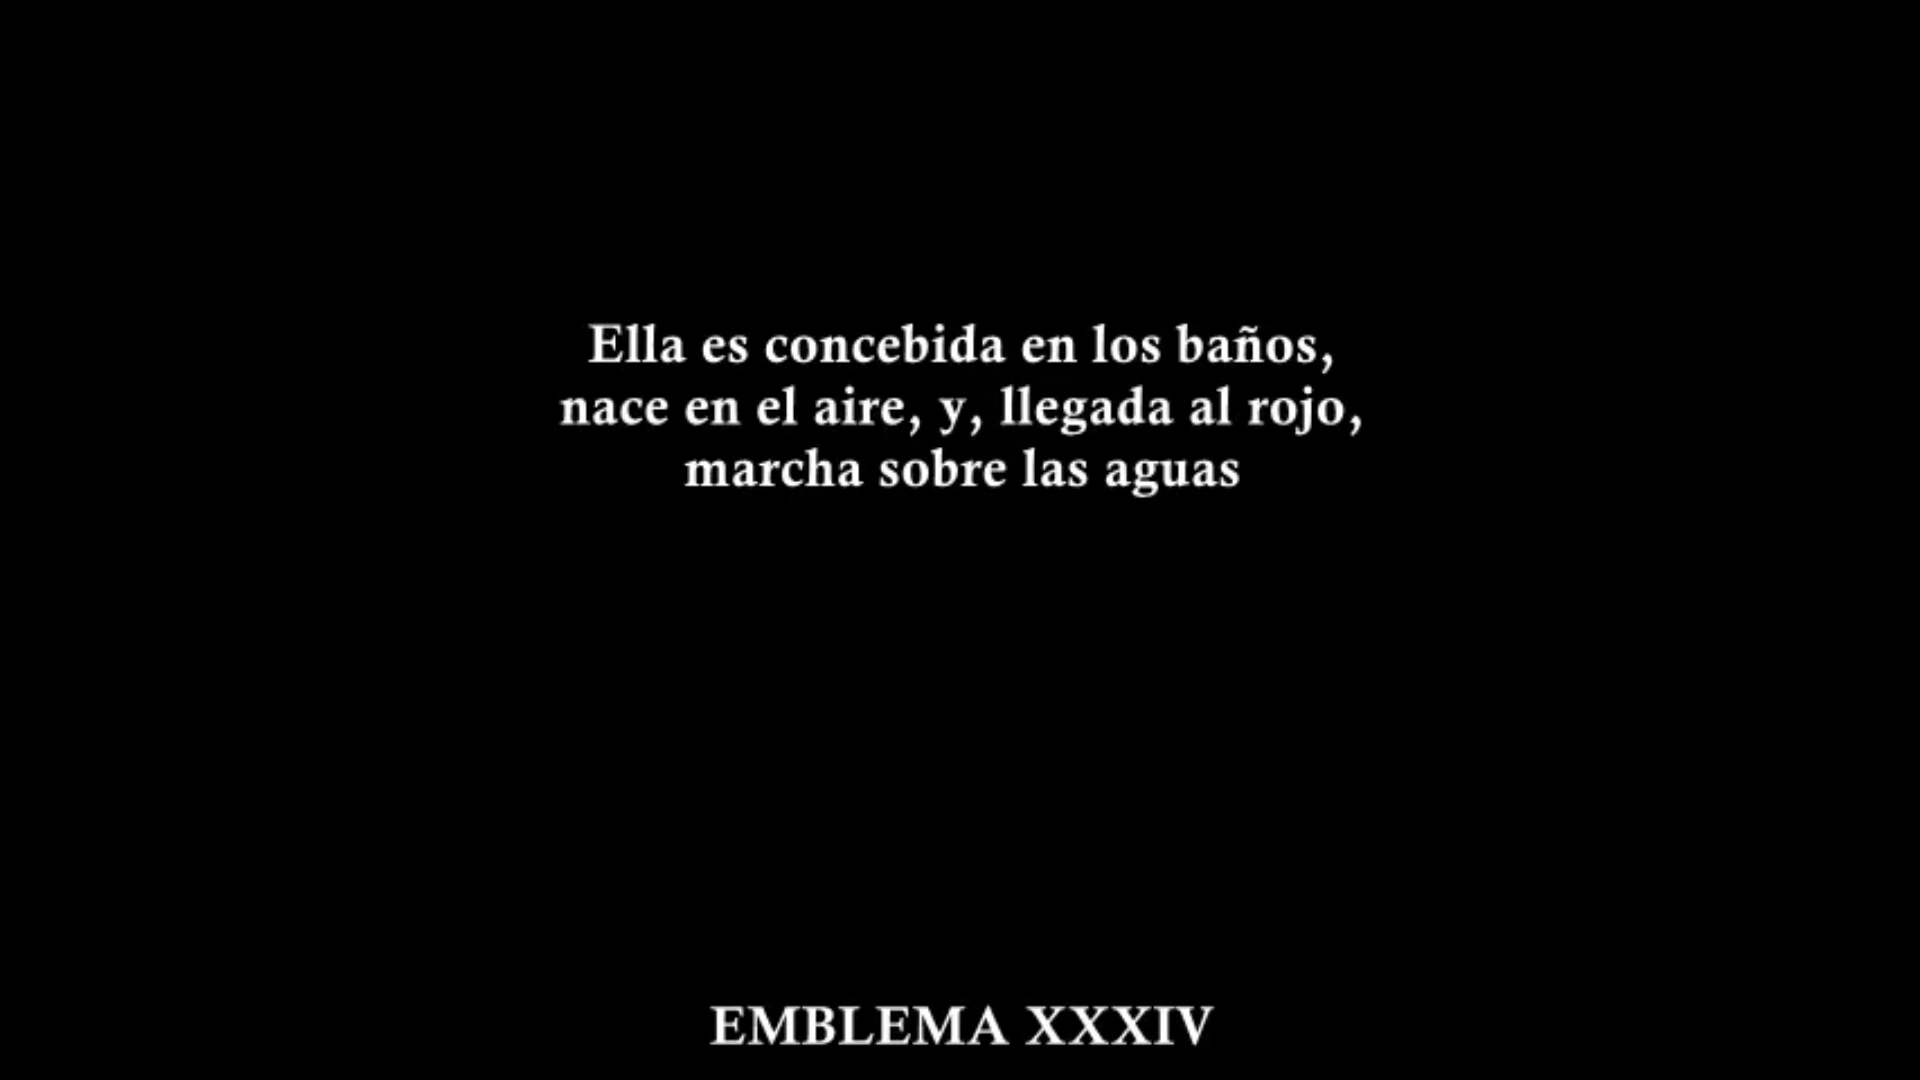 Ella es concebida en los baños,
nace en el aire, y, llegada al rojo,
marcha sobre las aguas
EMBLEMA XXXIV